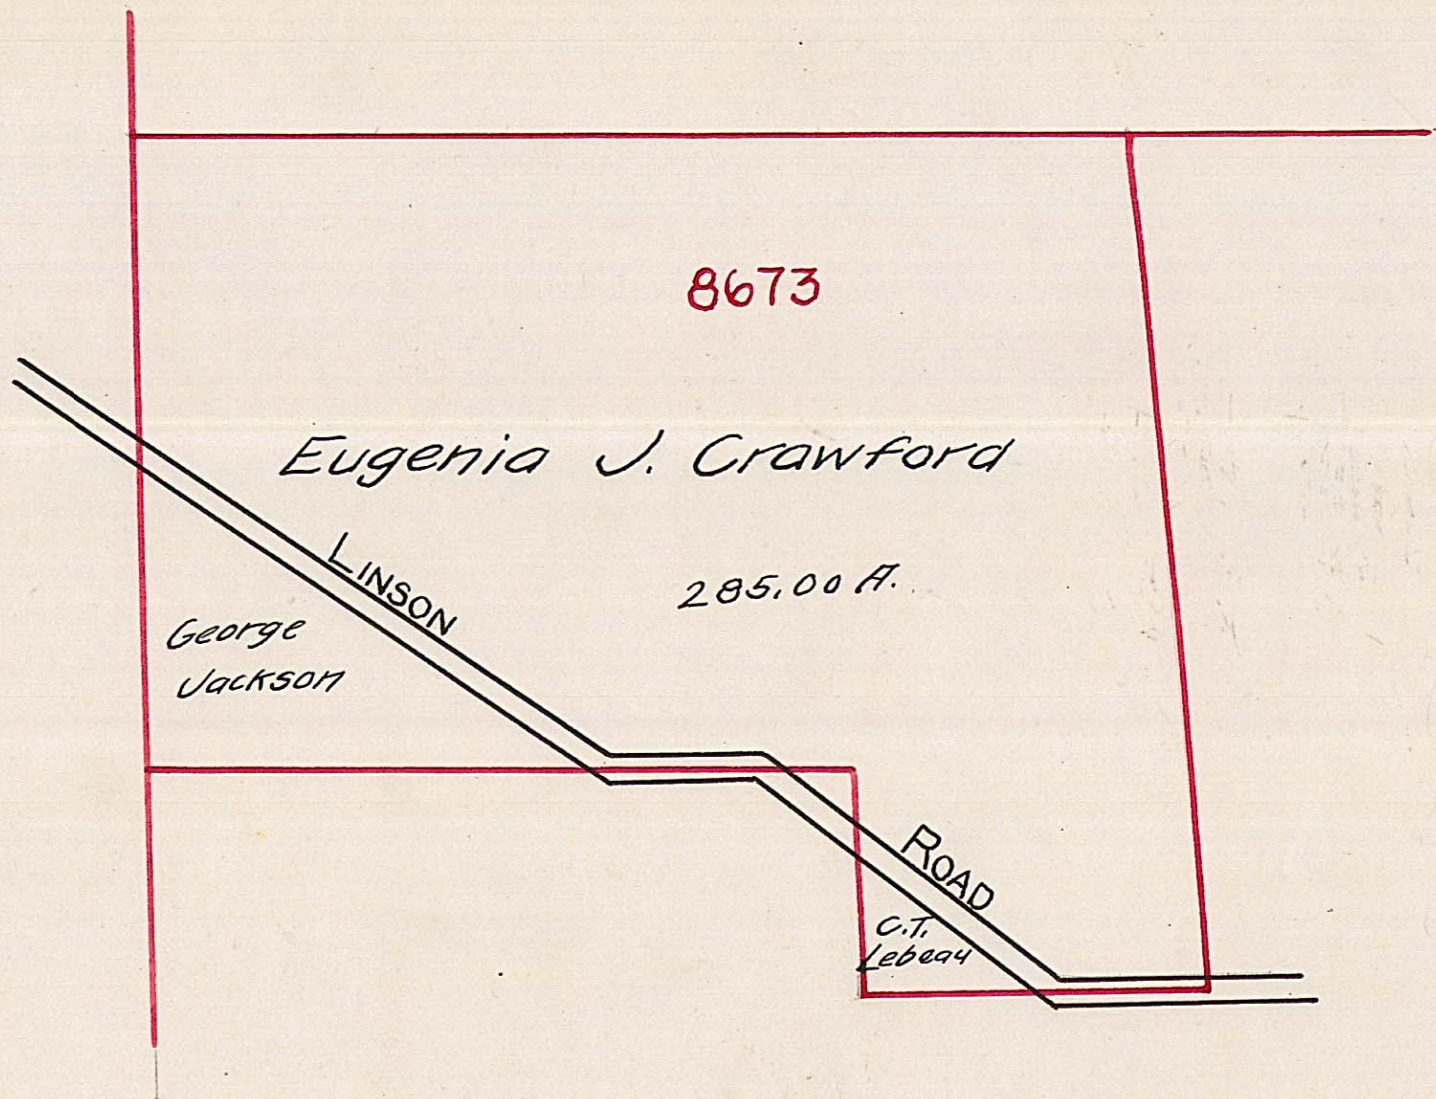 8673
Eugenia J. Crawford
LINSON
285.00 A.
George
Jackson
ROAD
C.T.
Lebeau